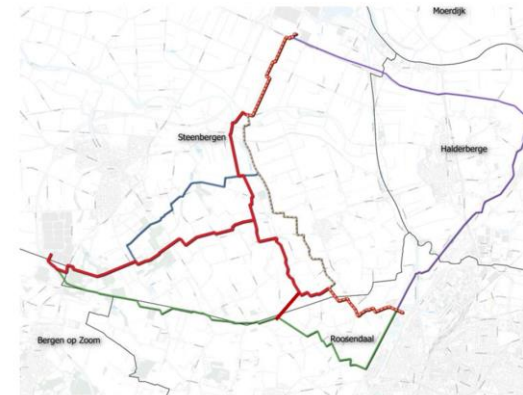 Moerdijk
Steenbergen
Halderberge
Bergen op Zoom
Roosendaal